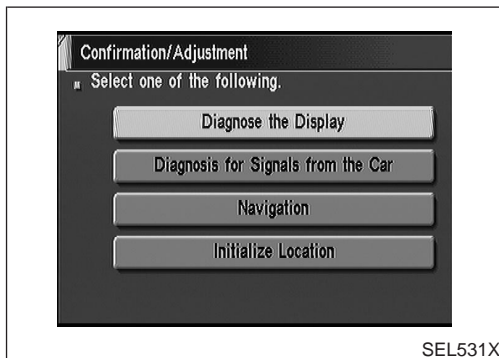 Confirmation/Adjustment
Select one of the following.
Diagnose the Display
Diagnosis for Signals from the Car
Navigation
Initialize Location
SEL531X